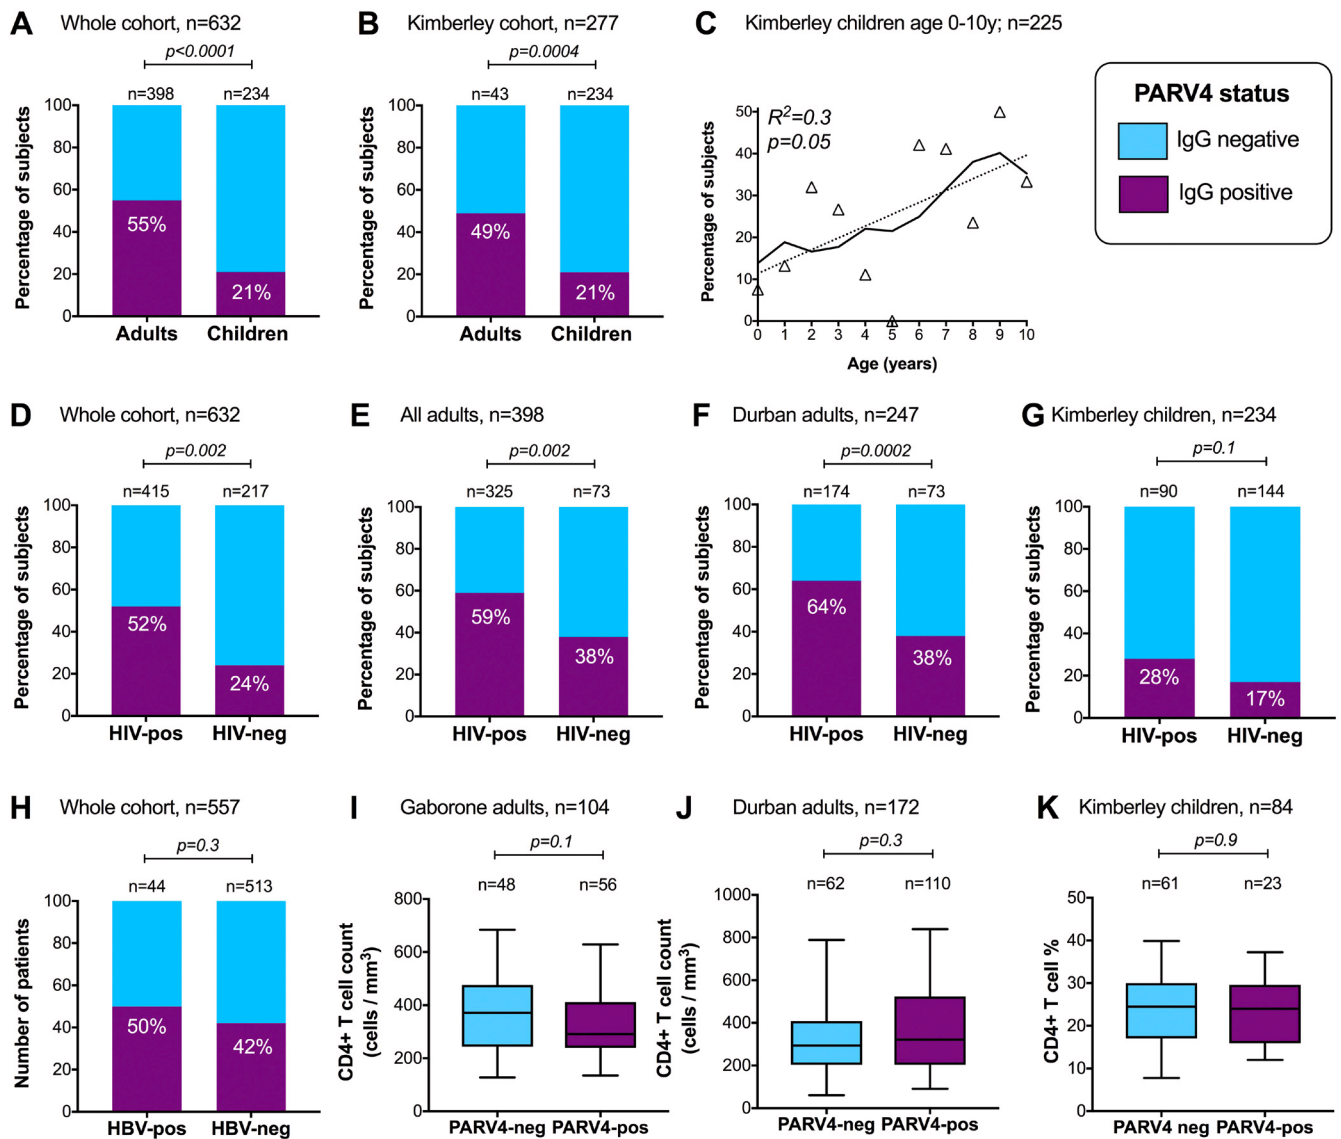 A Whole cohort, n=632
p<0.0001
n=398 n=234
Percentage of subjects
100
80
60
40
20
0
55%
21%
Adults Children
B Kimberley cohort, n=277
p=0.0004
n=43 n=234
Percentage of subjects
100
80
60
40
20
0
49%
21%
Adults Children
C Kimberley children age 0-10y; n=225
R²=0.3
p=0.05
Percentage of subjects
50
40
30
20
10
0
0 1 2 3 4 5 6 7 8 9 10
Age (years)
PARV4 status
IgG negative
IgG positive
D Whole cohort, n=632
p=0.002
n=415 n=217
Percentage of subjects
100
80
60
40
20
0
52%
24%
HIV-pos HIV-neg
E All adults, n=398
p=0.002
n=325 n=73
Percentage of subjects
100
80
60
40
20
0
59%
38%
HIV-pos HIV-neg
F Durban adults, n=247
p=0.0002
n=174 n=73
Percentage of subjects
100
80
60
40
20
0
64%
38%
HIV-pos HIV-neg
G Kimberley children, n=234
p=0.1
n=90 n=144
Percentage of subjects
100
80
60
40
20
0
28%
17%
HIV-pos HIV-neg
H Whole cohort, n=557
p=0.3
n=44 n=513
Number of patients
100
80
60
40
20
0
50%
42%
HBV-pos HBV-neg
I Gaborone adults, n=104
p=0.1
n=48 n=56
CD4+ T cell count
(cells / mm³)
800
600
400
200
0
PARV4-neg PARV4-pos
J Durban adults, n=172
p=0.3
n=62 n=110
CD4+ T cell count
(cells / mm³)
1000
800
600
400
200
0
PARV4-neg PARV4-pos
K Kimberley children, n=84
p=0.9
n=61 n=23
CD4+ T cell %
50
40
30
20
10
0
PARV4 neg PARV4-pos